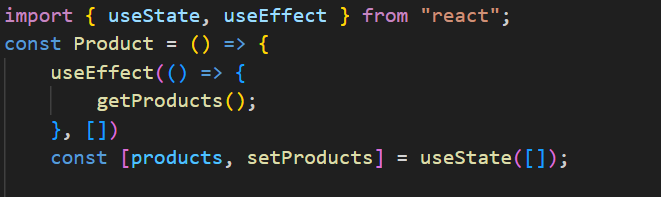 import { useState, useEffect } from "react";
const Product = () => {
    useEffect(() => {
        getProducts();
    }, [])
    const [products, setProducts] = useState([]);